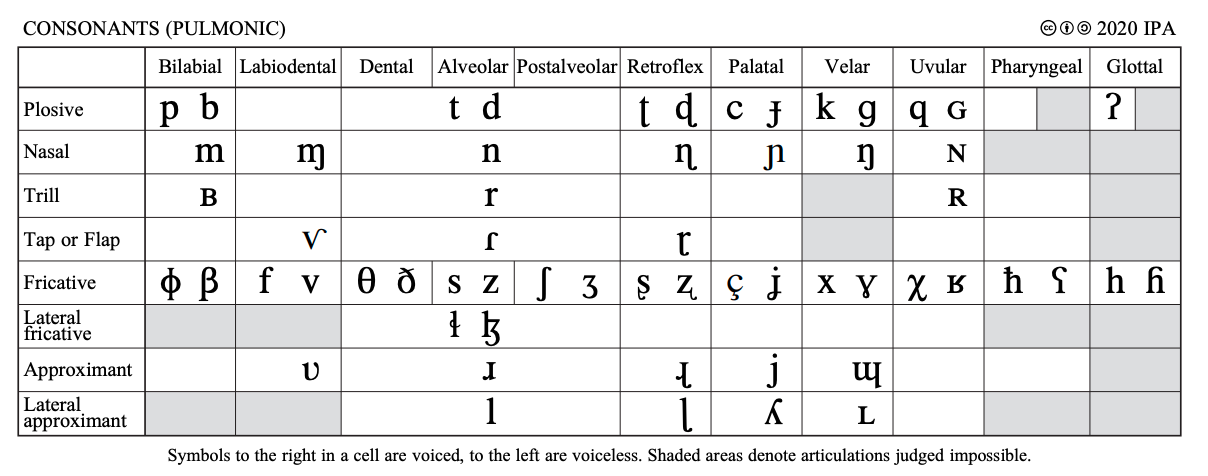 CONSONANTS (PULMONIC) 🅭🅯🄎 2020 IPA
Bilabial Labiodental Dental Alveolar Postalveolar Retroflex Palatal Velar Uvular Pharyngeal Glottal
Plosive p b t d ʈ ɖ c ɟ k ɡ q ɢ ʔ
Nasal m ɱ n ɳ ɲ ŋ ɴ
Trill ʙ r ʀ
Tap or Flap ⱱ ɾ ɽ
Fricative ɸ β f v θ ð s z ʃ ʒ ʂ ʐ ç ʝ x ɣ χ ʁ ħ ʕ h ɦ
Lateral
fricative ɬ ɮ
Approximant ʋ ɹ ɻ j ɰ
Lateral
approximant l ɭ ʎ ʟ
Symbols to the right in a cell are voiced, to the left are voiceless. Shaded areas denote articulations judged impossible.